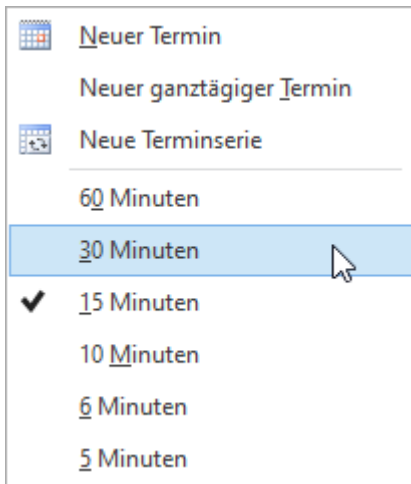 Neuer Termin
Neuer ganztägiger Termin
Neue Terminserie
60 Minuten
30 Minuten
15 Minuten
10 Minuten
6 Minuten
5 Minuten